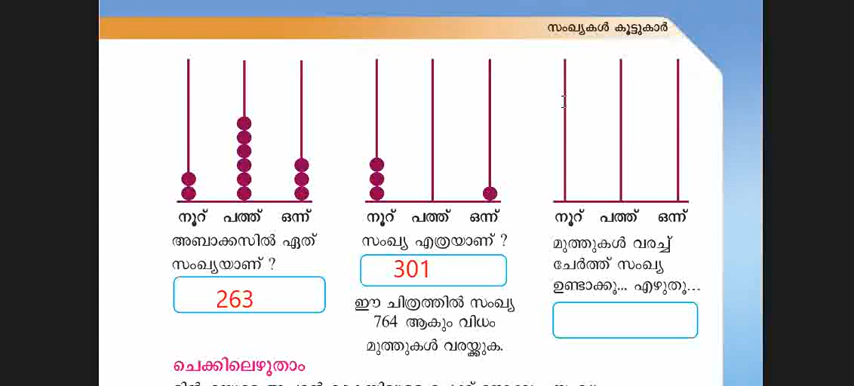 സംഖ്യകൾ കൂട്ടുകാർ
നൂറ് പത്ത് ഒന്ന്
അബാക്കസിൽ ഏത്
സംഖ്യയാണ് ?
263
നൂറ് പത്ത് ഒന്ന്
സംഖ്യ എത്രയാണ് ?
301
ഈ ചിത്രത്തിൽ സംഖ്യ
764 ആകും വിധം
മുത്തുകൾ വരയ്ക്കുക.
നൂറ് പത്ത് ഒന്ന്
മുത്തുകൾ വരച്ച്
ചേർത്ത് സംഖ്യ
ഉണ്ടാക്കൂ... എഴുതൂ...
ചെക്കിലെഴുതാം